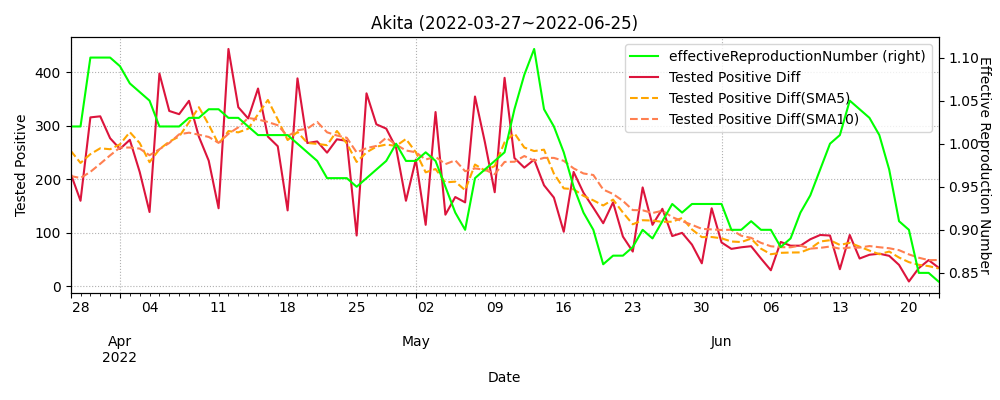 Akita (2022-03-27~2022-06-25)
effectiveReproductionNumber (right)
Tested Positive Diff
Tested Positive Diff(SMA5)
Tested Positive Diff(SMA10)
Tested Positive
400
300
200
100
0
1.10
1.05
1.00
0.95
0.90
0.85
Effective Reproduction Number
28 04 11 18 25 02 09 16 23 30 06 13 20
Apr May Jun
2022
Date